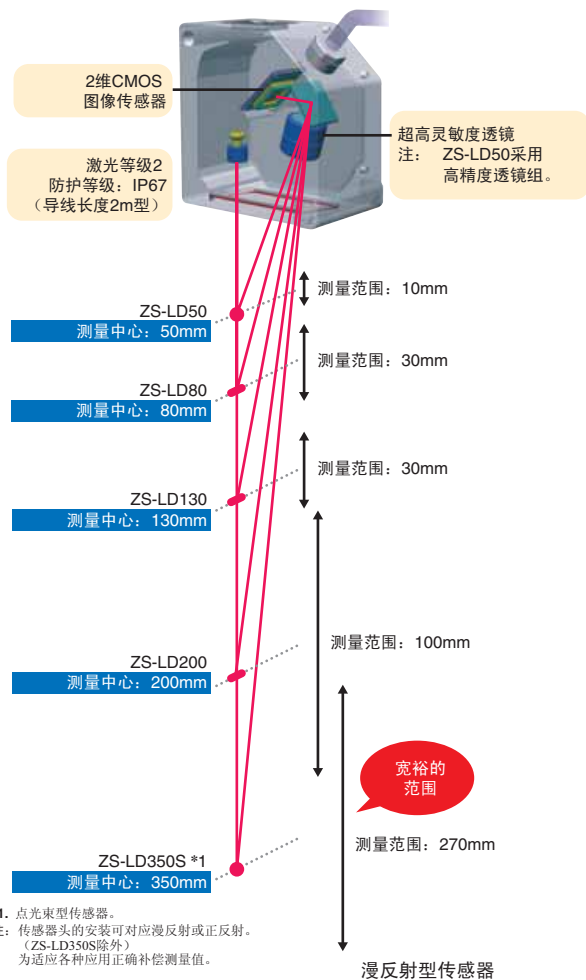 2维CMOS
图像传感器
激光等级2
防护等级：IP67
（导线长度2m型）
超高灵敏度透镜
注： ZS-LD50采用
高精度透镜组。
ZS-LD50
测量中心：50mm
测量范围：10mm
ZS-LD80
测量中心：80mm
测量范围：30mm
ZS-LD130
测量中心：130mm
测量范围：30mm
ZS-LD200
测量中心：200mm
测量范围：100mm
宽裕的
范围
ZS-LD350S *1
测量中心：350mm
测量范围：270mm
1. 点光束型传感器。
：传感器头的安装可对应漫反射或正反射。
（ZS-LD350S除外）
为适应各种应用正确补偿测量值。
漫反射型传感器